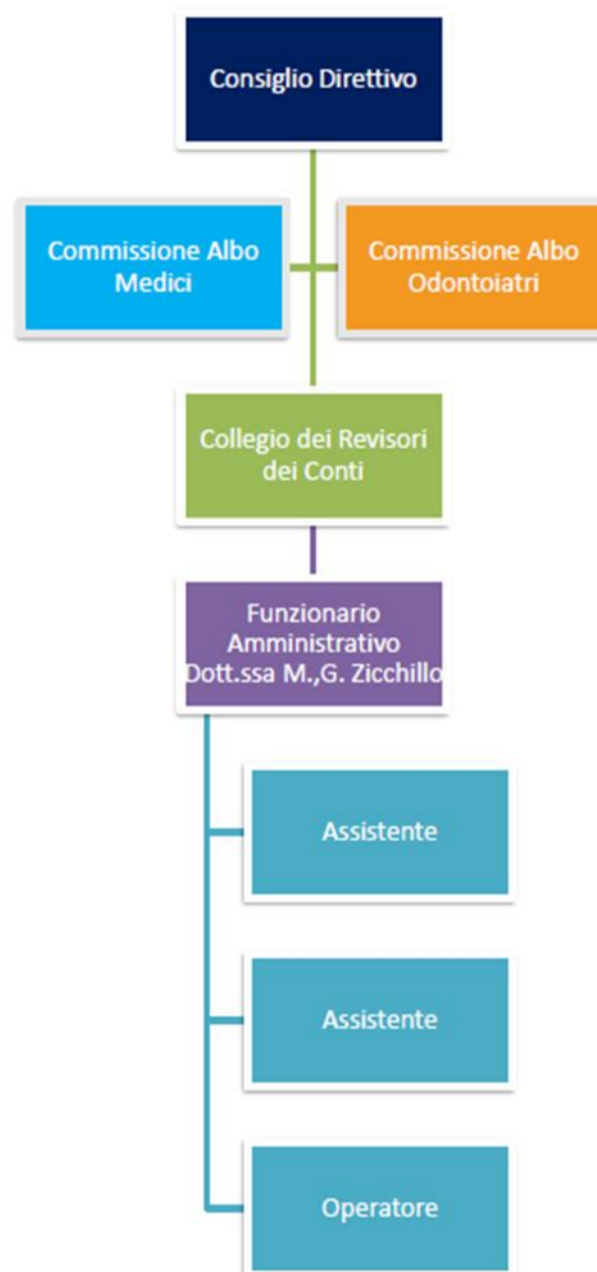 Consiglio Direttivo
Commissione Albo
Medici
Commissione Albo
Odontoiatri
Collegio dei Revisori
dei Conti
Funzionario
Amministrativo
Dott.ssa M.,G. Zicchillo
Assistente
Assistente
Operatore